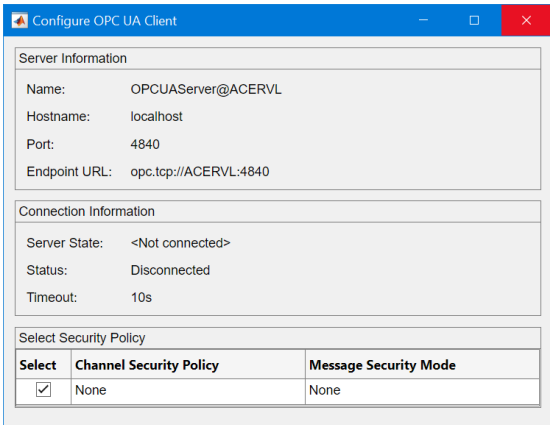 Configure OPC UA Client
Server Information
Name: OPCUAServer@ACERVL
Hostname: localhost
Port: 4840
Endpoint URL: opc.tcp://ACERVL:4840
Connection Information
Server State: <Not connected>
Status: Disconnected
Timeout: 10s
Select Security Policy
Select Channel Security Policy Message Security Mode
None None